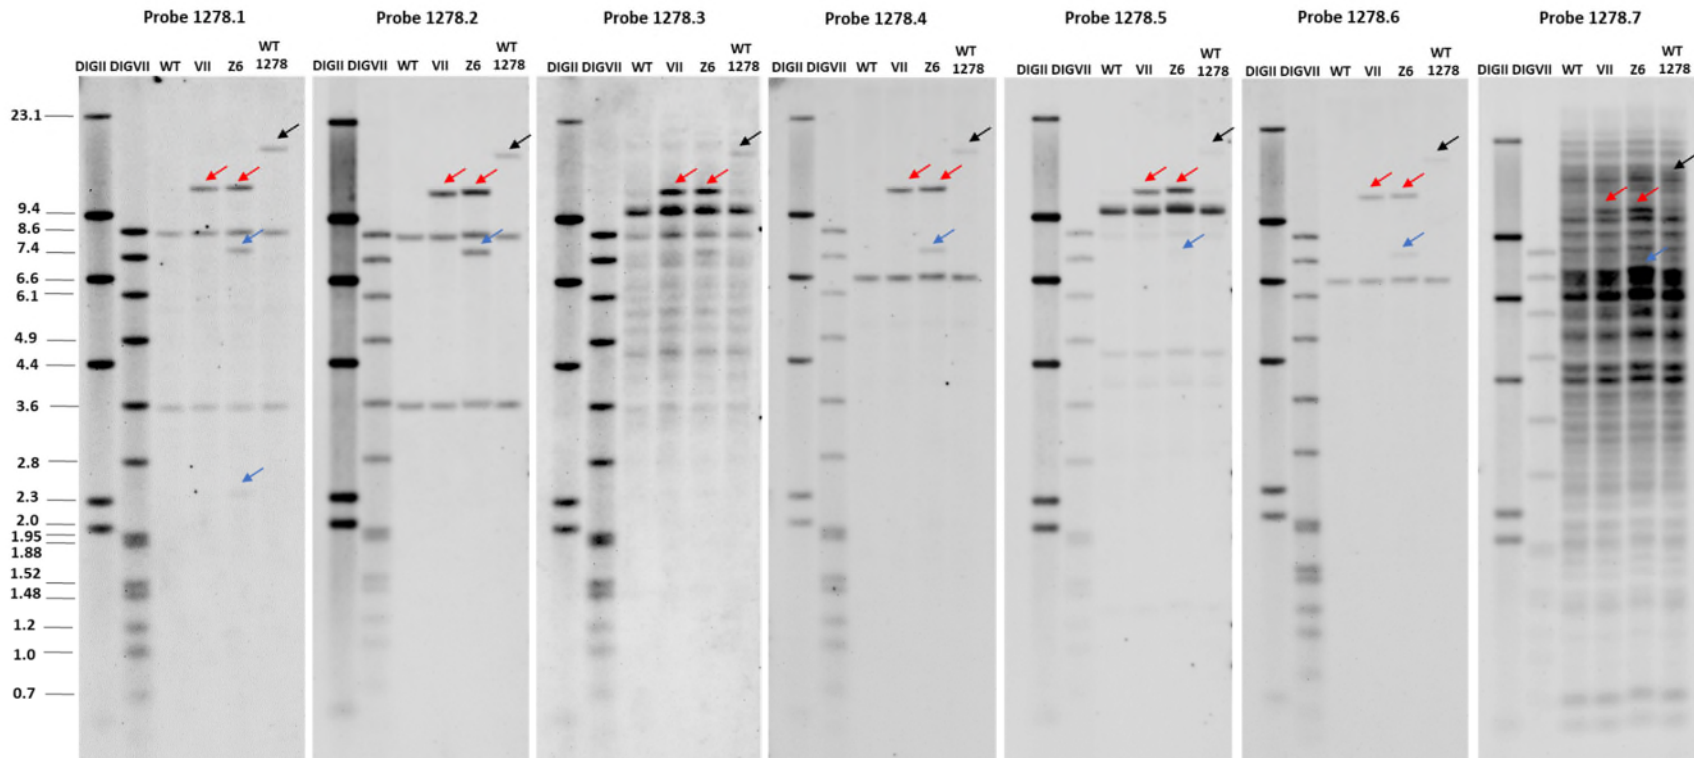 Probe 1278.1 Probe 1278.2 Probe 1278.3 Probe 1278.4 Probe 1278.5 Probe 1278.6 Probe 1278.7
DIGII DIGVII WT VII Z6 WT 1278
DIGII DIGVII WT VII Z6 WT 1278
DIGII DIGVII WT VII Z6 WT 1278
DIGII DIGVII WT VII Z6 WT 1278
DIGII DIGVII WT VII Z6 WT 1278
DIGII DIGVII WT VII Z6 WT 1278
DIGII DIGVII WT VII Z6 WT 1278
23.1
9.4
8.6
7.4
6.6
6.1
4.9
4.4
3.6
2.8
2.3
2.0
1.95
1.88
1.52
1.48
1.2
1.0
0.7